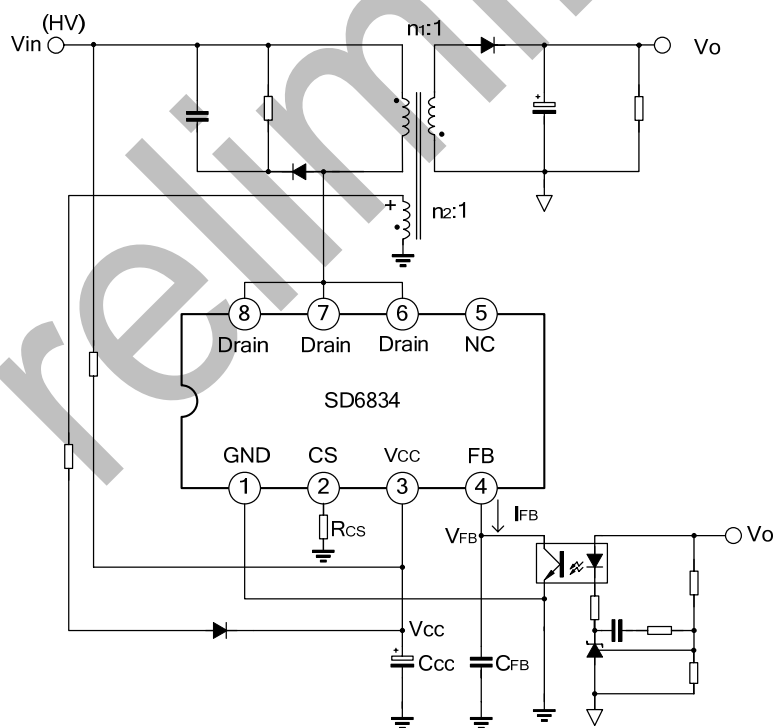 (HV)
Vin
n1:1
Vo
+
+
n2:1
8
7
6
5
Drain
Drain
Drain
NC
SD6834
GND
CS
VCC
FB
1
2
3
4
RCS
IFB
VFB
Vo
Vcc
+
Ccc
CFB
relimi